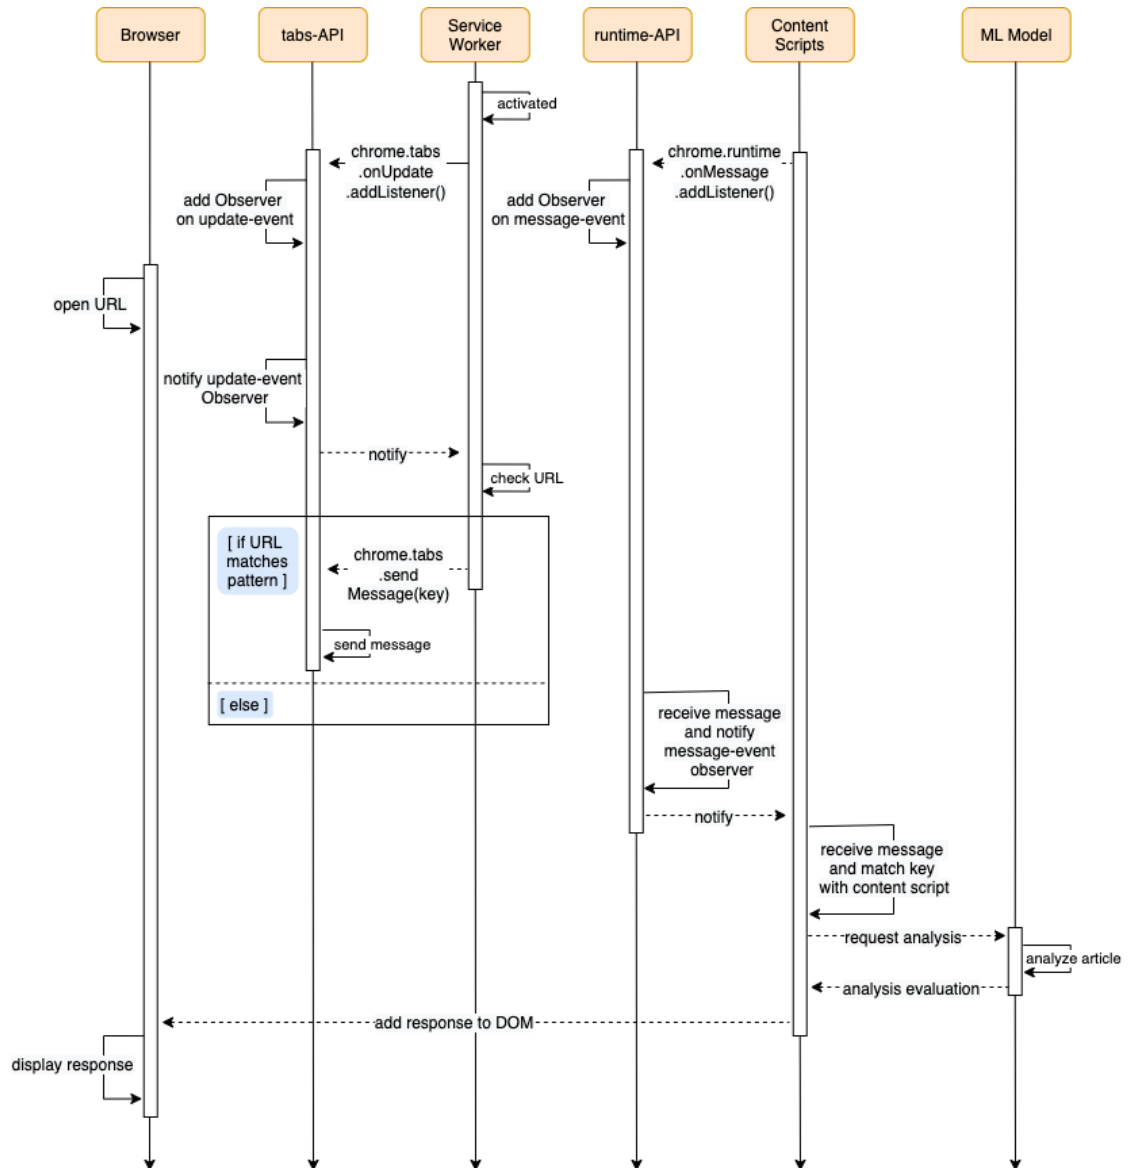 Browser
tabs-API
Service
Worker
runtime-API
Content
Scripts
ML Model
activated
chrome.tabs
.onUpdate
.addListener()
chrome.runtime
.onMessage
.addListener()
add Observer
on update-event
add Observer
on message-event
open URL
notify update-event
Observer
notify
check URL
[ if URL
matches
pattern ]
chrome.tabs
.send
Message(key)
send message
[ else ]
receive message
and notify
message-event
observer
notify
receive message
and match key
with content script
request analysis
analyze article
analysis evaluation
add response to DOM
display response